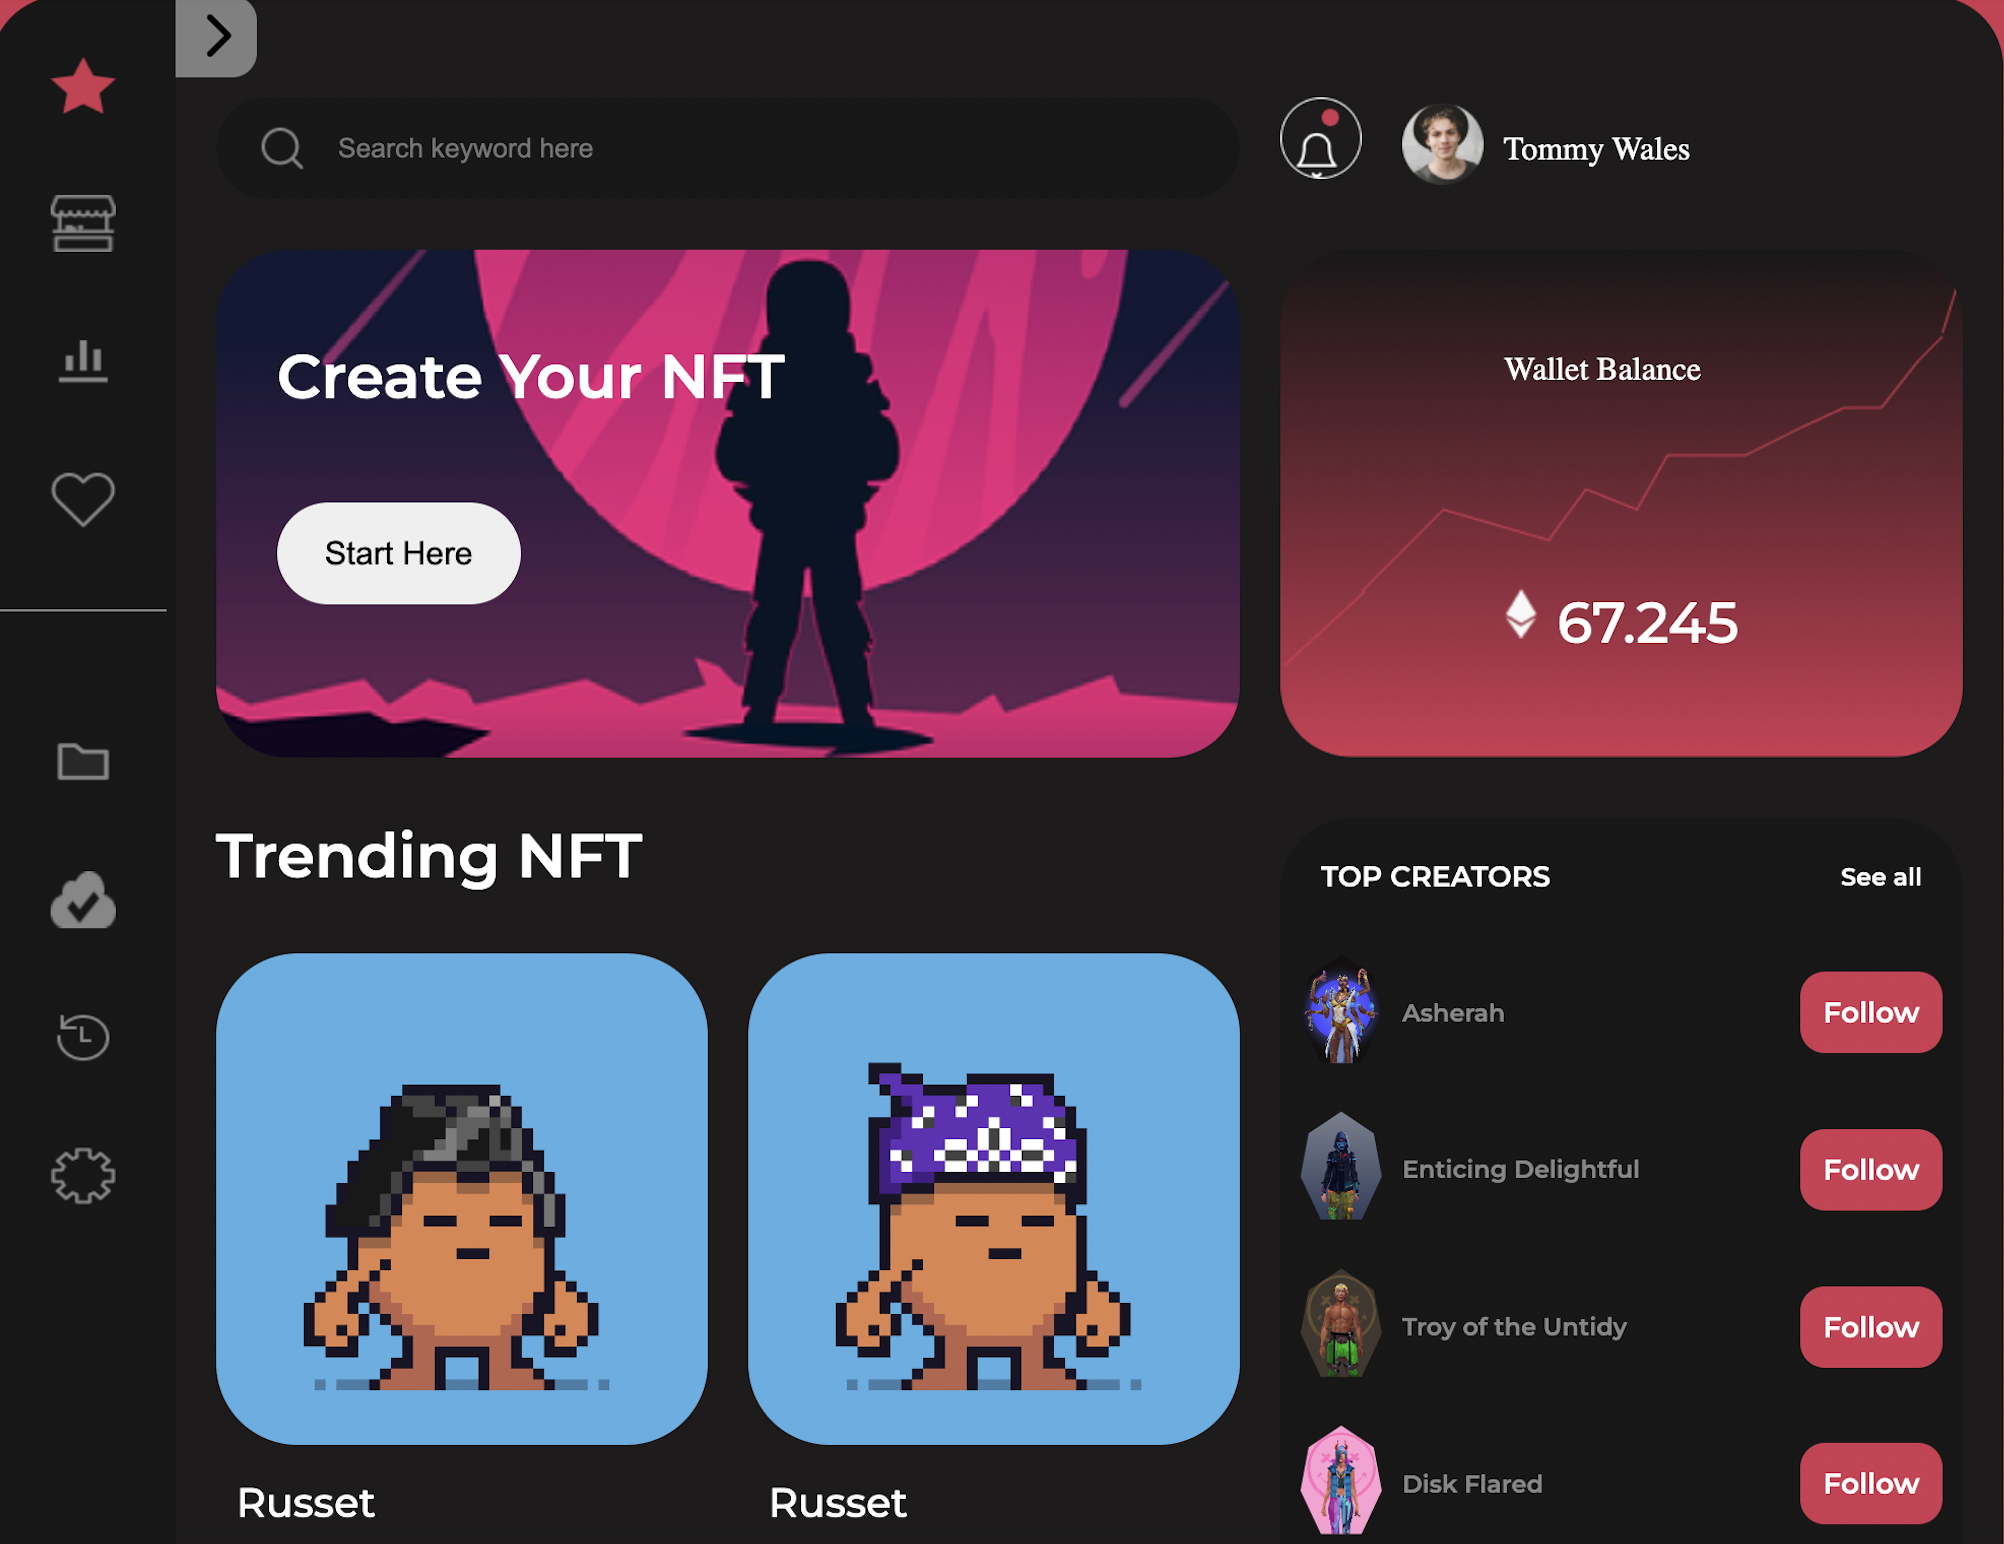 Search keyword here
Tommy Wales
Create Your NFT
Start Here
Wallet Balance
67.245
Trending NFT
TOP CREATORS
See all
Asherah
Follow
Enticing Delightful
Follow
Troy of the Untidy
Follow
Disk Flared
Follow
Russet
Russet